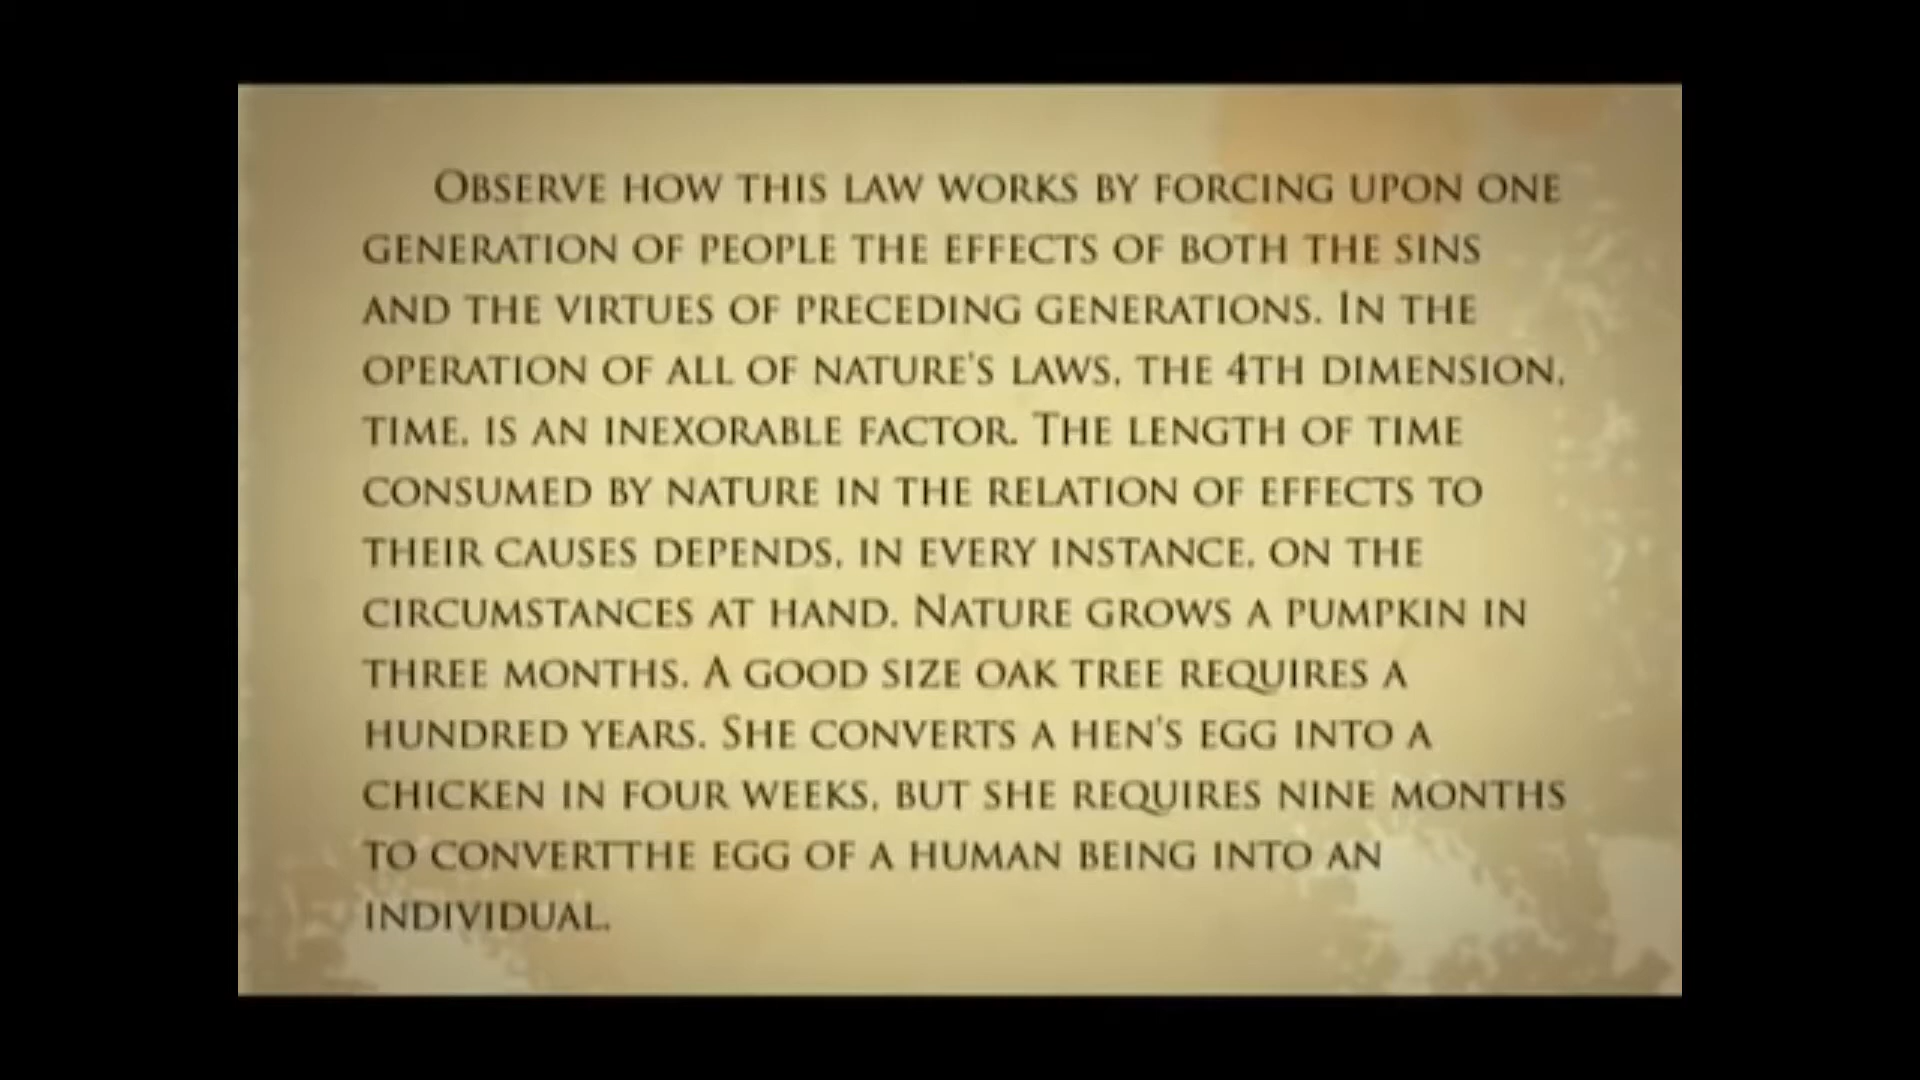 Observe how this law works by forcing upon one
generation of people the effects of both the sins
and the virtues of preceding generations. In the
operation of all of nature's laws, the 4th dimension,
time, is an inexorable factor. The length of time
consumed by nature in the relation of effects to
their causes depends, in every instance, on the
circumstances at hand. Nature grows a pumpkin in
three months. A good size oak tree requires a
hundred years. She converts a hen's egg into a
chicken in four weeks, but she requires nine months
to convertthe egg of a human being into an
individual.